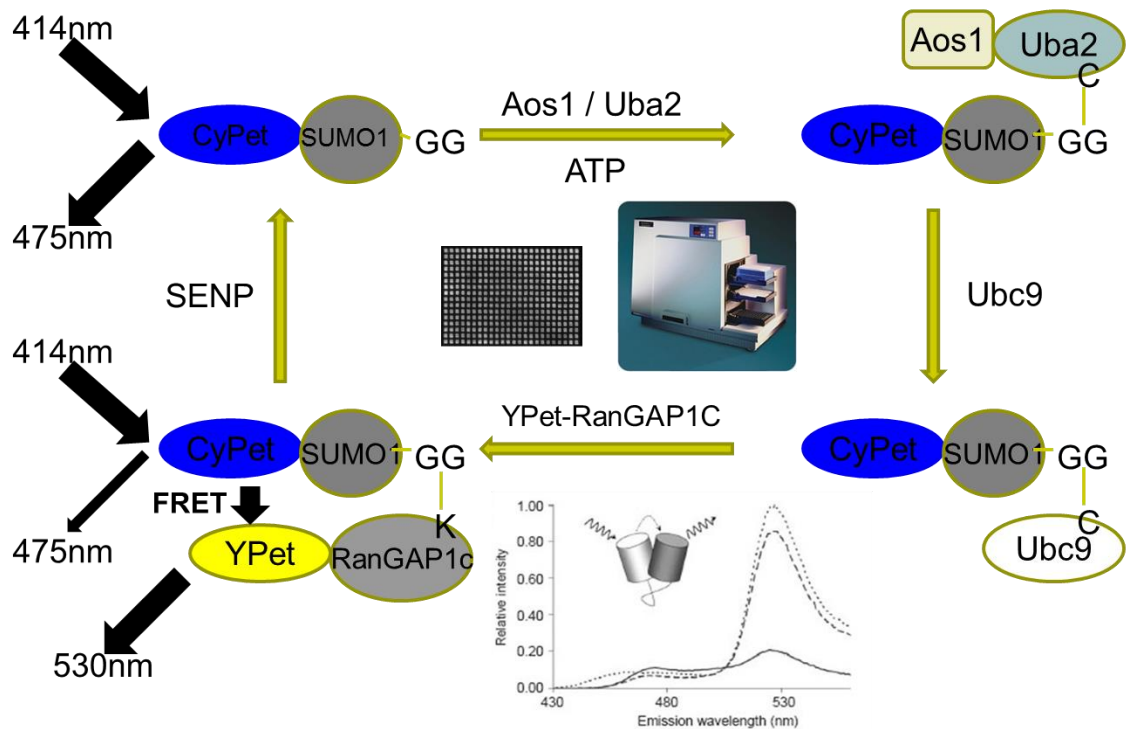 414nm
CyPet
SUMO1
GG
475nm
Aos1 / Uba2
ATP
Aos1
Uba2
C
CyPet
SUMO1
GG
SENP
Ubc9
414nm
CyPet
SUMO1
GG
FRET
K
475nm
YPet
RanGAP1c
530nm
YPet-RanGAP1C
CyPet
SUMO1
GG
C
Ubc9
1.00
0.80
0.60
0.40
0.20
0.00
Relative intensity
430
480
530
Emission wavelength (nm)